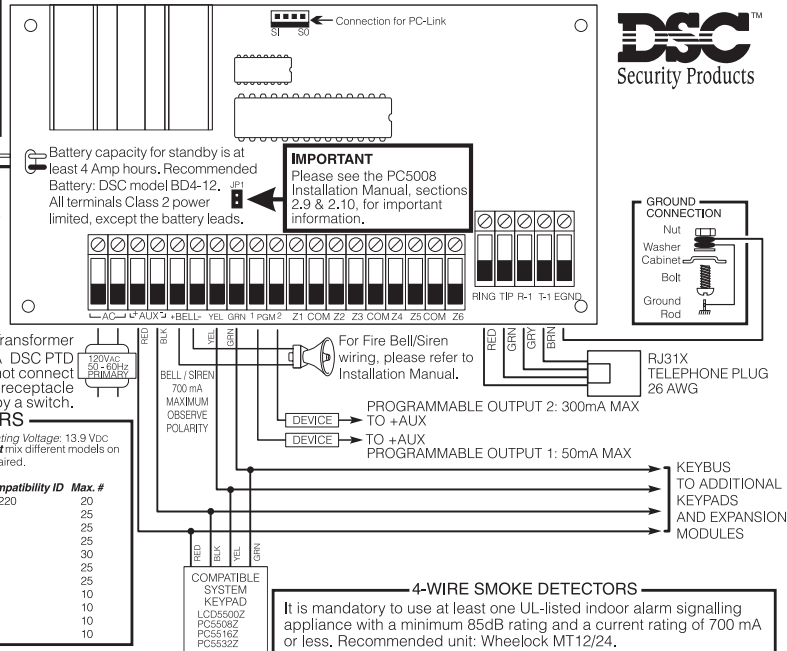 Connection for PC-Link
SI SO
DSC™
Security Products
Battery capacity for standby is at
least 4 Amp hours. Recommended
Battery: DSC model BD4-12.
All terminals Class 2 power
limited, except the battery leads.
JP1
IMPORTANT
Please see the PC5008
Installation Manual, sections
2.9 & 2.10, for important
information.
GROUND
CONNECTION
Nut
Washer
Cabinet
Bolt
Ground
Rod
AC +AUX- +BELL- YEL GRN 1 PGM 2 Z1 COM Z2 Z3 COM Z4 Z5 COM Z6
RING TIP R-1 T-1 EGND
RED
BLK
YEL
GRN
RED
GRN
GRY
BRN
ransformer
DSC PTD
not connect
receptacle
by a switch.
120VAC
50 - 60Hz
PRIMARY
BELL / SIREN
700 mA
MAXIMUM
OBSERVE
POLARITY
For Fire Bell/Siren
wiring, please refer to
Installation Manual.
RJ31X
TELEPHONE PLUG
26 AWG
PROGRAMMABLE OUTPUT 2: 300mA MAX
DEVICE TO +AUX
DEVICE TO +AUX
PROGRAMMABLE OUTPUT 1: 50mA MAX
KEYBUS
TO ADDITIONAL
KEYPADS
AND EXPANSION
MODULES
RS
ating Voltage: 13.9 VDC
t mix different models on
aired.
mpatibility ID Max. #
220 20
25
25
25
30
25
25
10
10
10
10
RED
BLK
YEL
GRN
COMPATIBLE
SYSTEM
KEYPAD
LCD5500Z
PC5508Z
PC5516Z
PC5532Z
4-WIRE SMOKE DETECTORS
It is mandatory to use at least one UL-listed indoor alarm signalling
appliance with a minimum 85dB rating and a current rating of 700 mA
or less. Recommended unit: Wheelock MT12/24.